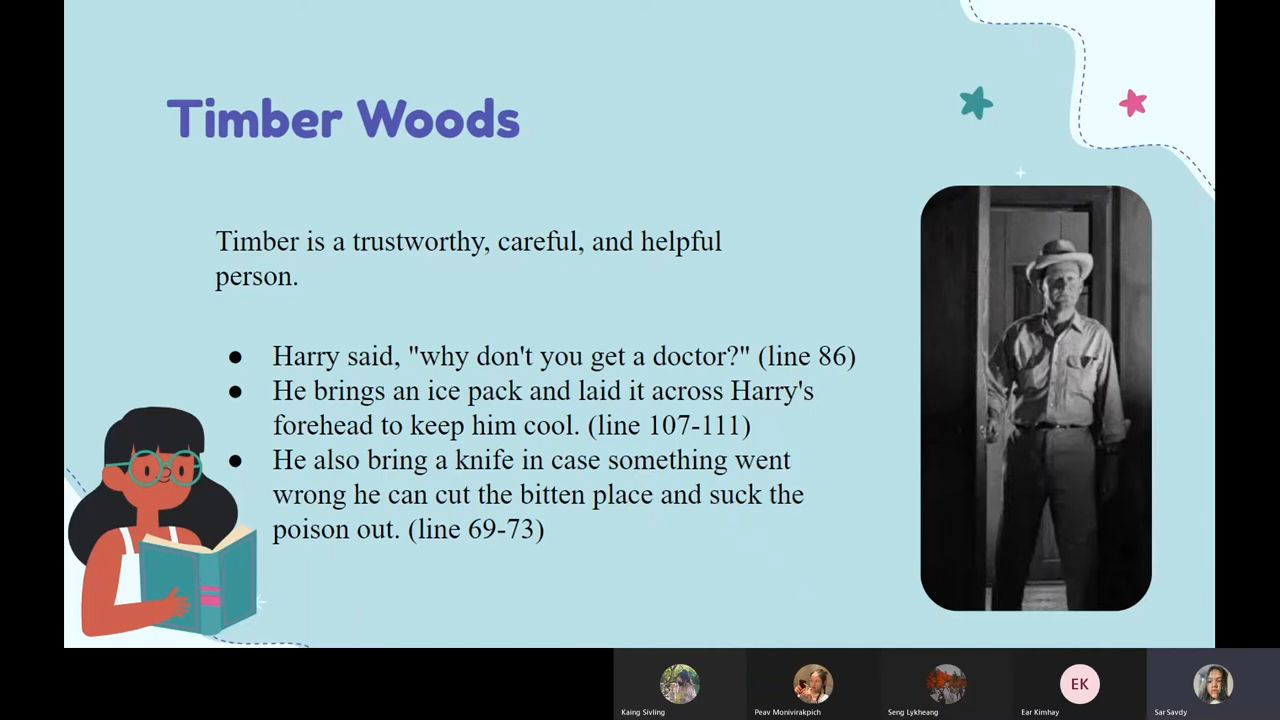 Timber Woods
Timber is a trustworthy, careful, and helpful
person.
● Harry said, "why don't you get a doctor?" (line 86)
● He brings an ice pack and laid it across Harry's
forehead to keep him cool. (line 107-111)
● He also bring a knife in case something went
wrong he can cut the bitten place and suck the
poison out. (line 69-73)
EK
Kaing Sivling
Peav Monivirakpich
Seng Lykheang
Ear Kimhay
Sar Savdy